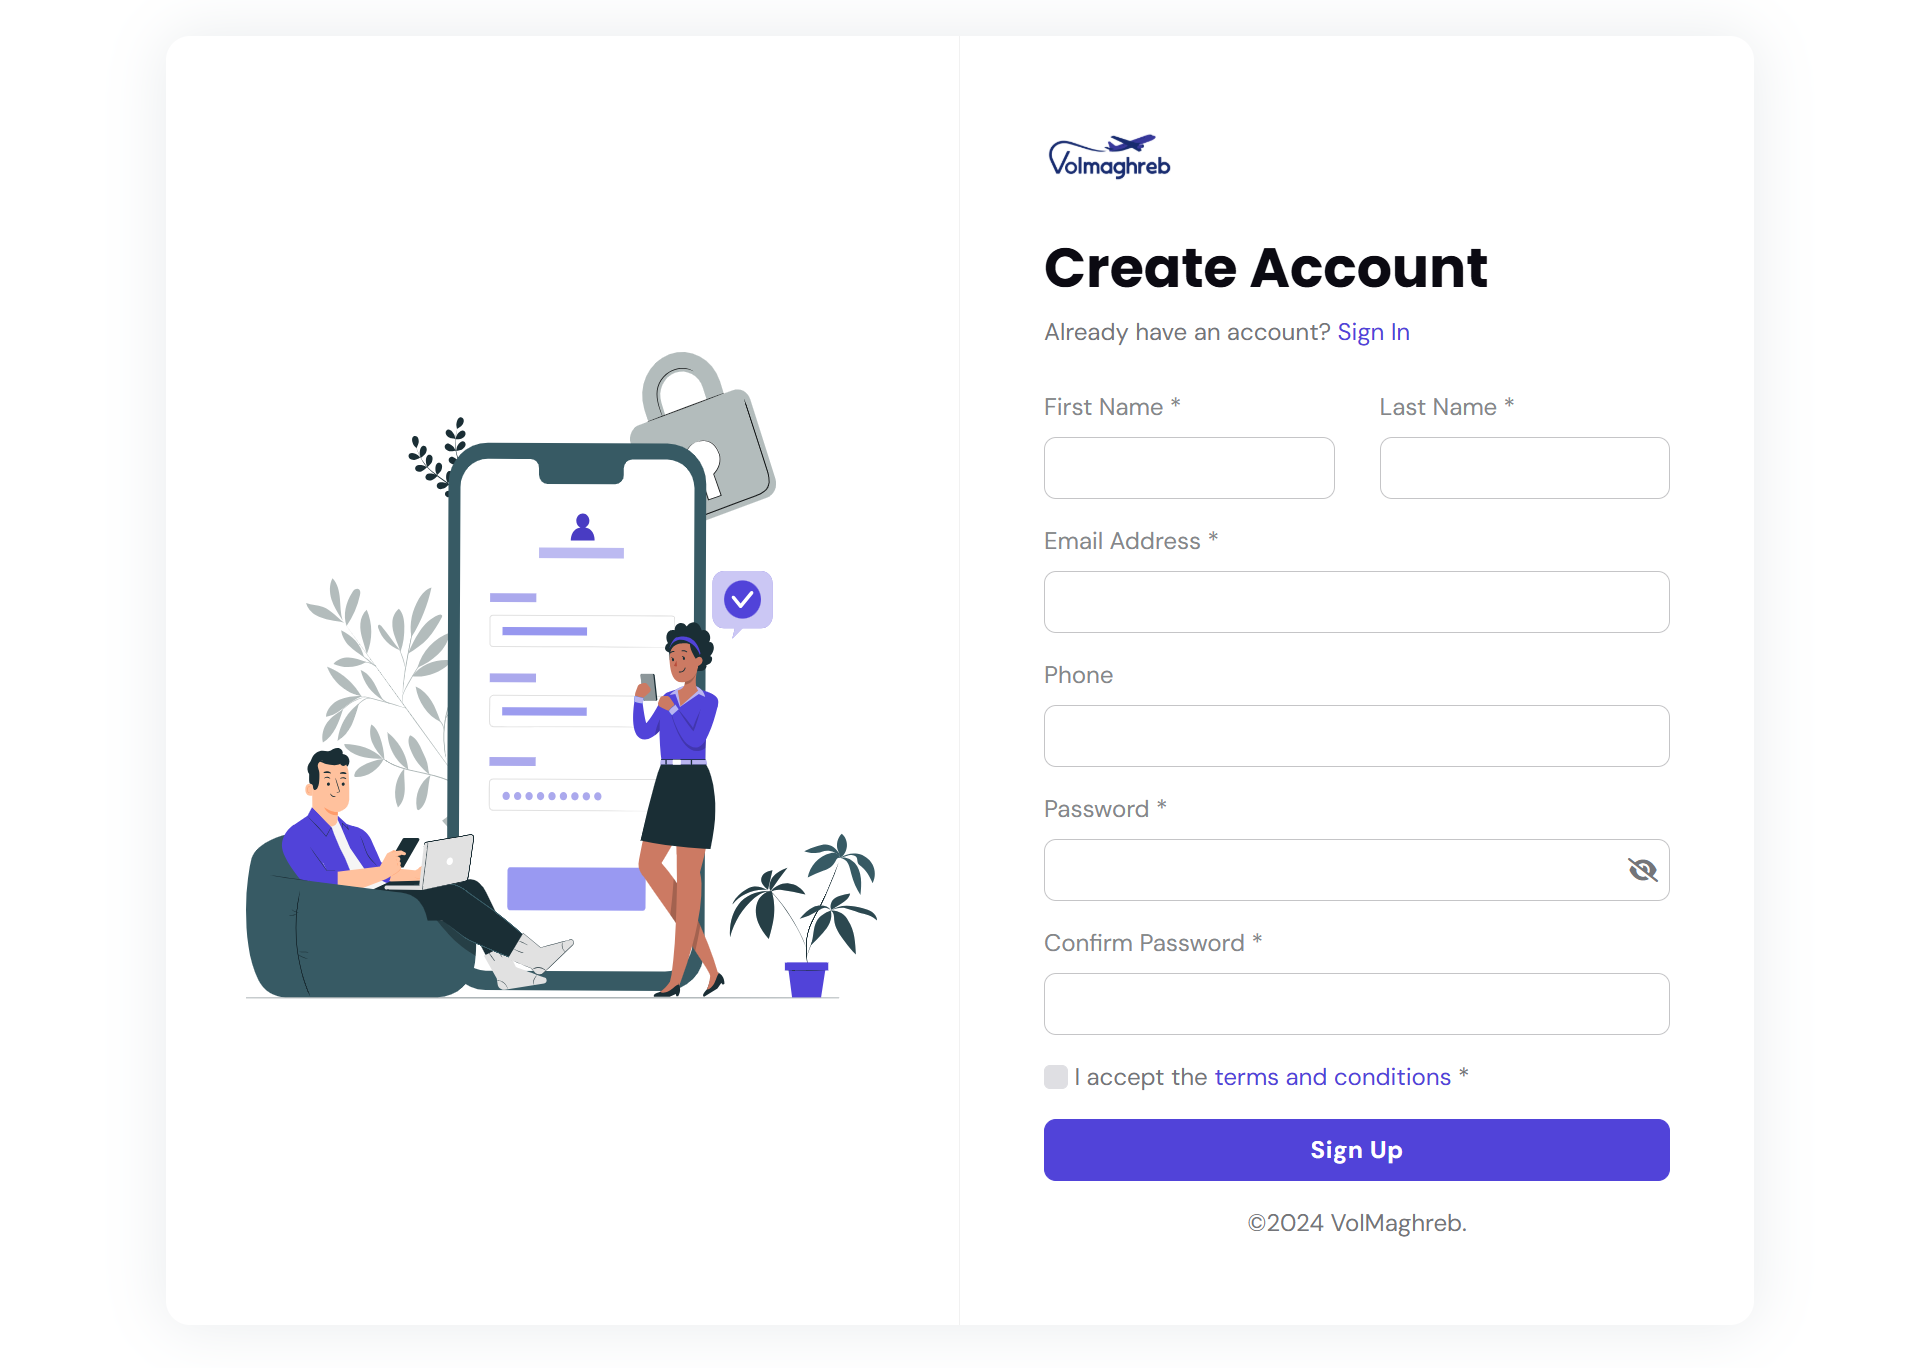 Volmaghreb
Create Account
Already have an account? Sign In
First Name *
Last Name *
Email Address *
Phone
Password *
Confirm Password *
I accept the terms and conditions *
Sign Up
©2024 VolMaghreb.